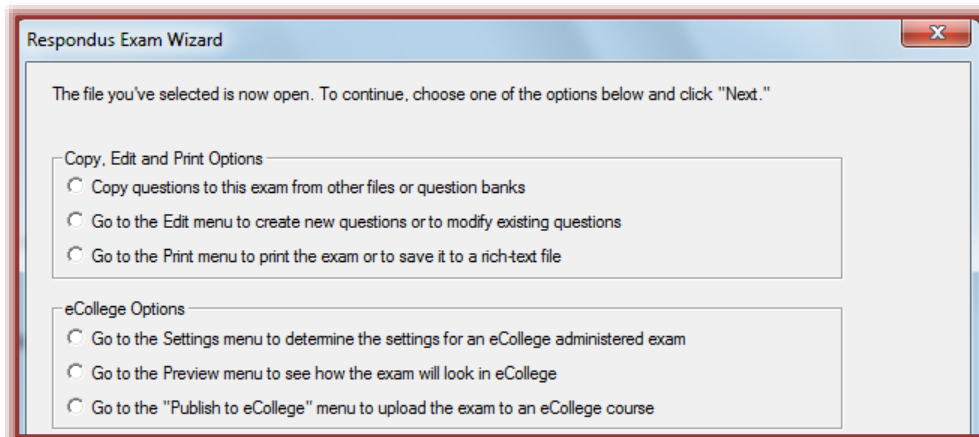 Respondus Exam Wizard
The file you've selected is now open. To continue, choose one of the options below and click "Next."
Copy, Edit and Print Options
Copy questions to this exam from other files or question banks
Go to the Edit menu to create new questions or to modify existing questions
Go to the Print menu to print the exam or to save it to a rich-text file
eCollege Options
Go to the Settings menu to determine the settings for an eCollege administered exam
Go to the Preview menu to see how the exam will look in eCollege
Go to the "Publish to eCollege" menu to upload the exam to an eCollege course